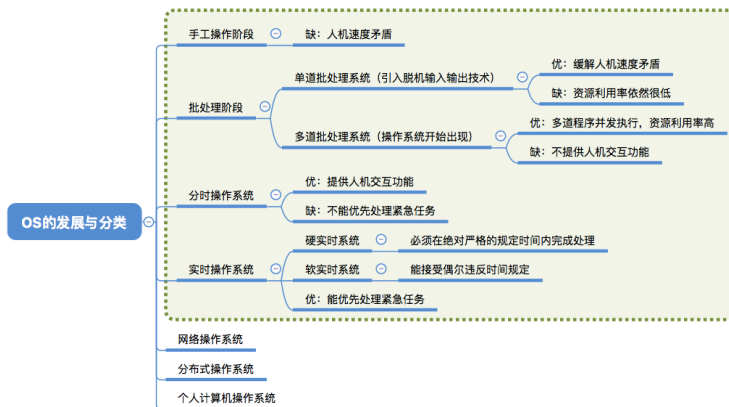 手工操作阶段
缺：人机速度矛盾
批处理阶段
单道批处理系统（引入脱机输入输出技术）
优：缓解人机速度矛盾
缺：资源利用率依然很低
多道批处理系统（操作系统开始出现）
优：多道程序并发执行，资源利用率高
缺：不提供人机交互功能
OS的发展与分类
分时操作系统
优：提供人机交互功能
缺：不能优先处理紧急任务
实时操作系统
硬实时系统
必须在绝对严格的规定时间内完成处理
软实时系统
能接受偶尔违反时间规定
优：能优先处理紧急任务
网络操作系统
分布式操作系统
个人计算机操作系统